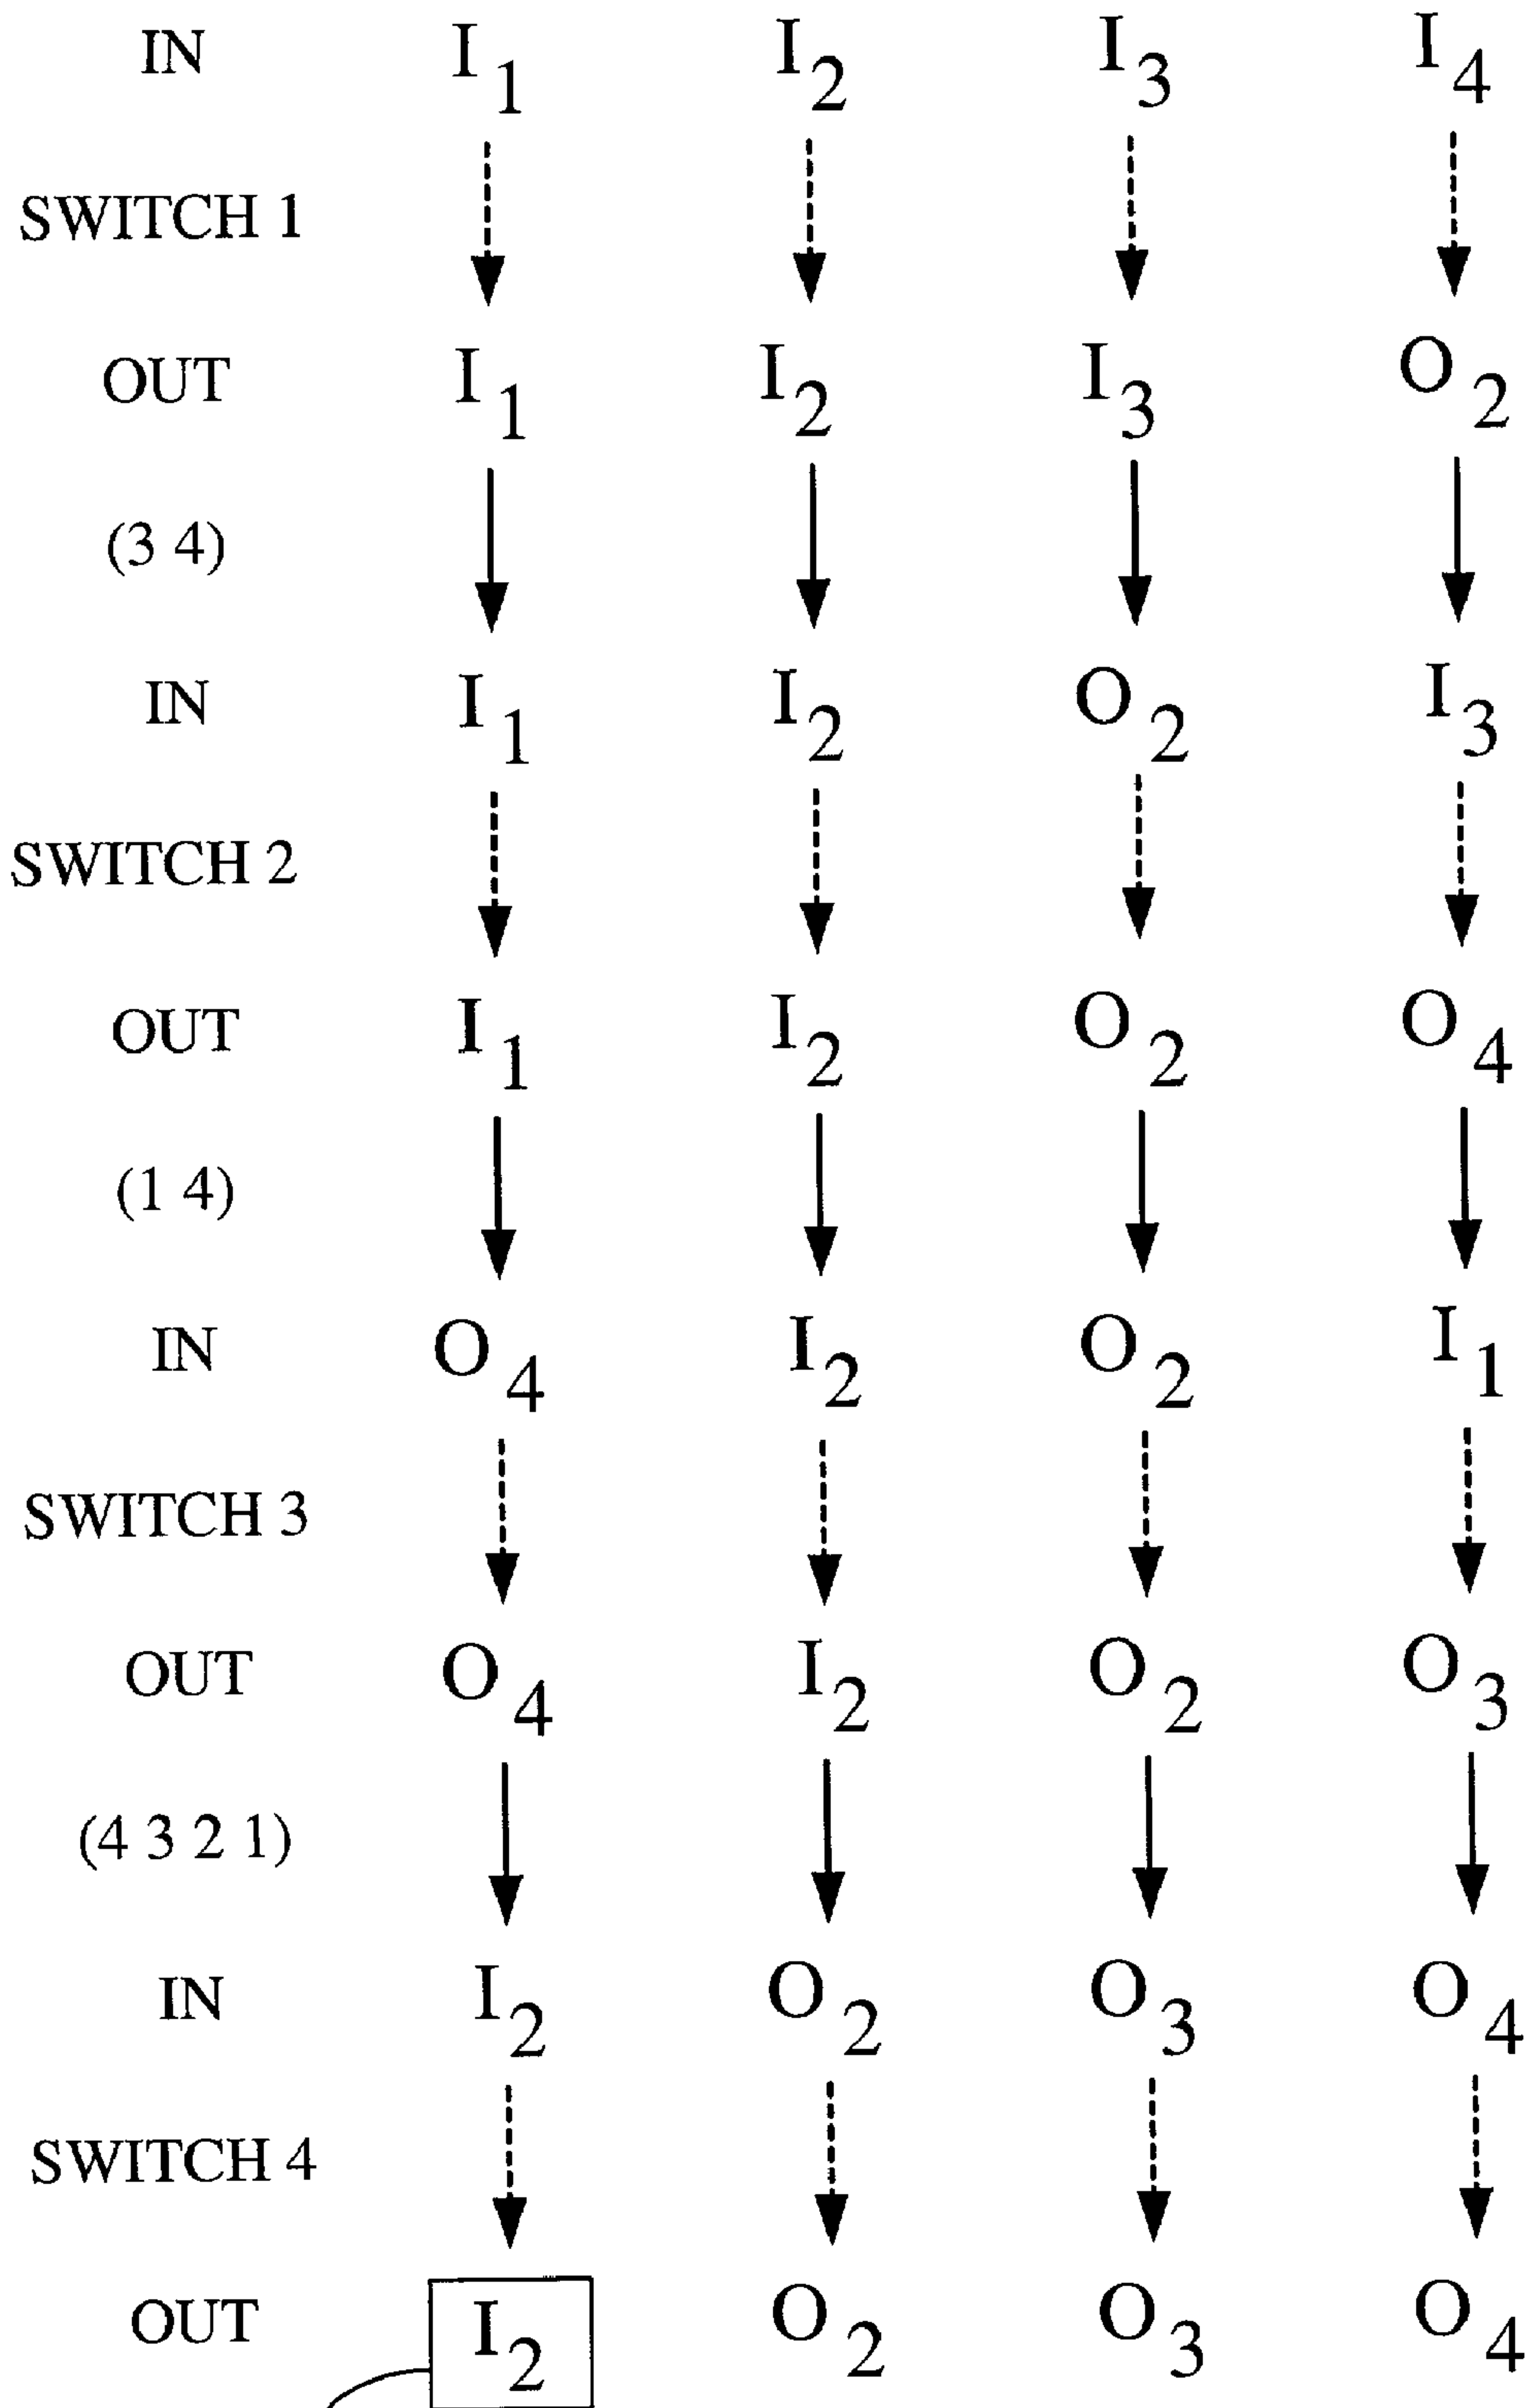 IN I₁ I₂ I₃ I₄
SWITCH 1
OUT I₁ I₂ I₃ O₂
(3 4)
IN I₁ I₂ O₂ I₃
SWITCH 2
OUT I₁ I₂ O₂ O₄
(1 4)
IN O₄ I₂ O₂ I₁
SWITCH 3
OUT O₄ I₂ O₂ O₃
(4 3 2 1)
IN I₂ O₂ O₃ O₄
SWITCH 4
OUT I₂ O₂ O₃ O₄